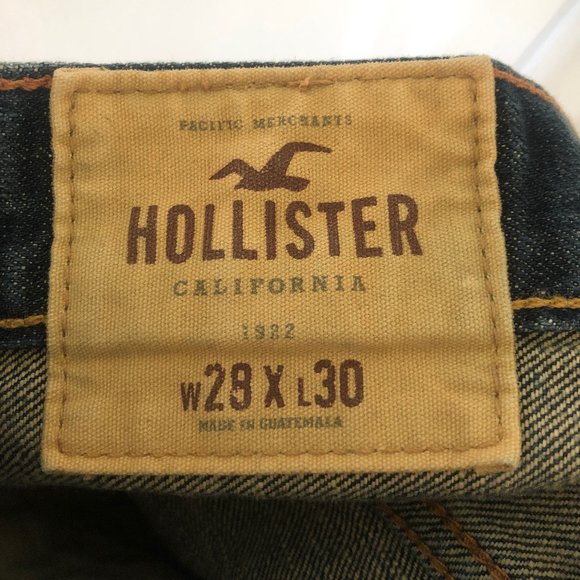 PACIFIC MERCHANTS
HOLLISTER
CALIFORNIA
1922
W28 X L30
MADE IN GUATEMALA